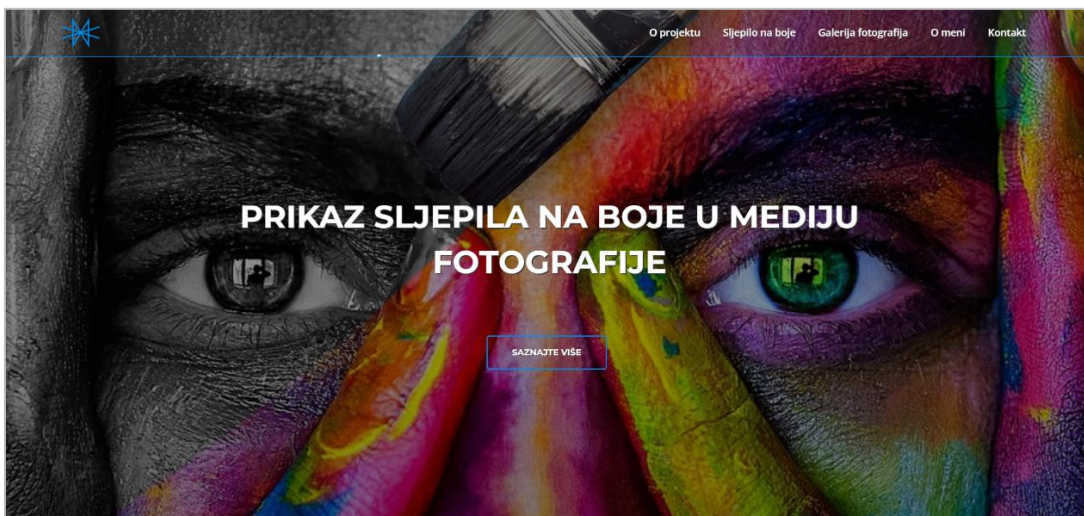 O projektu Sljepilo na boje Galerija fotografija O meni Kontakt
PRIKAZ SLJEPILA NA BOJE U MEDIJU
FOTOGRAFIJE
SAZNAJTE VIŠE